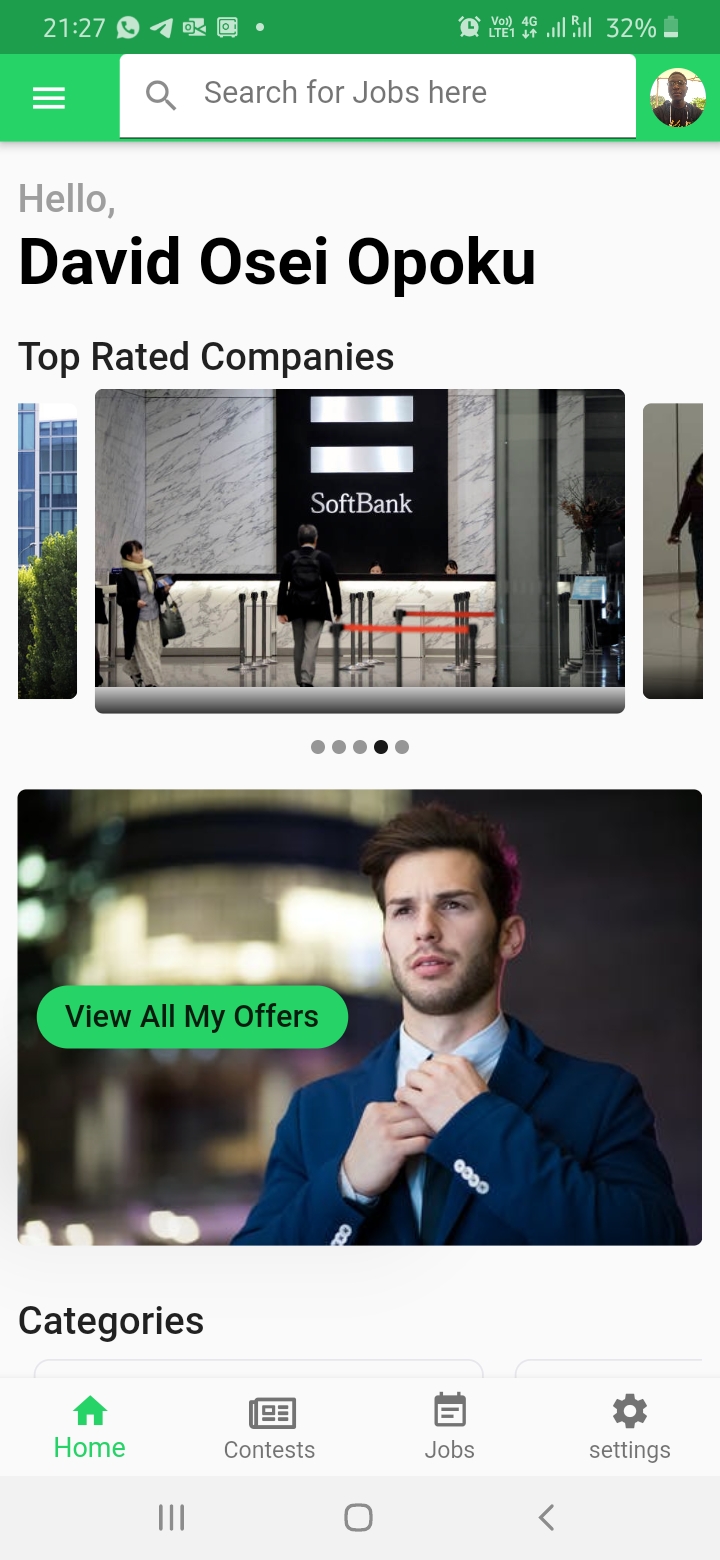 21:27
Vo)) LTE1 4G R 32%
Search for Jobs here
Hello,
David Osei Opoku
Top Rated Companies
SoftBank
View All My Offers
Categories
Home Contests Jobs settings